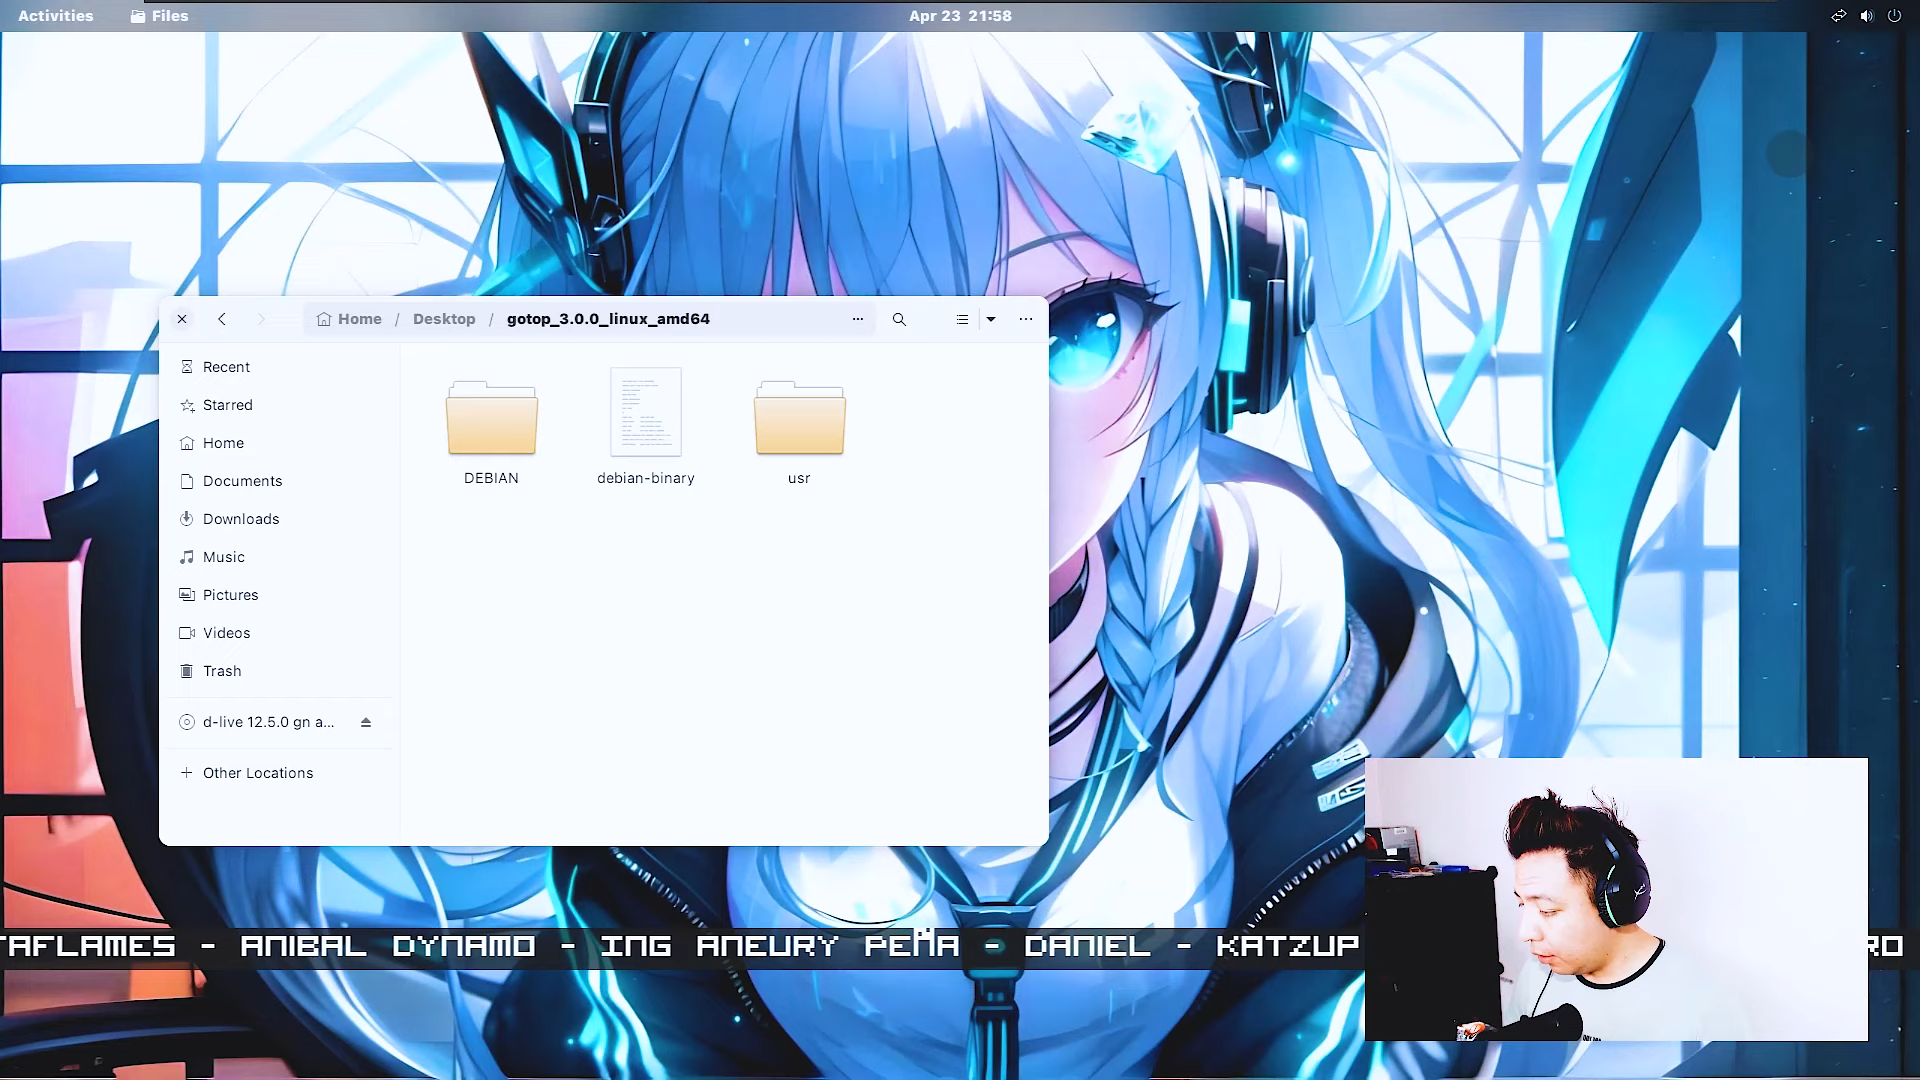 Activities
Files
Apr 23 21:58
Home / Desktop / gotop_3.0.0_linux_amd64
Recent
Starred
Home
Documents
Downloads
Music
Pictures
Videos
Trash
d-live 12.5.0 gn a...
Other Locations
DEBIAN
debian-binary
usr
TAFLAMES - ANIBAL DYNAMO - ING ANEURY PEÑA - DANIEL - KATZUP
RO